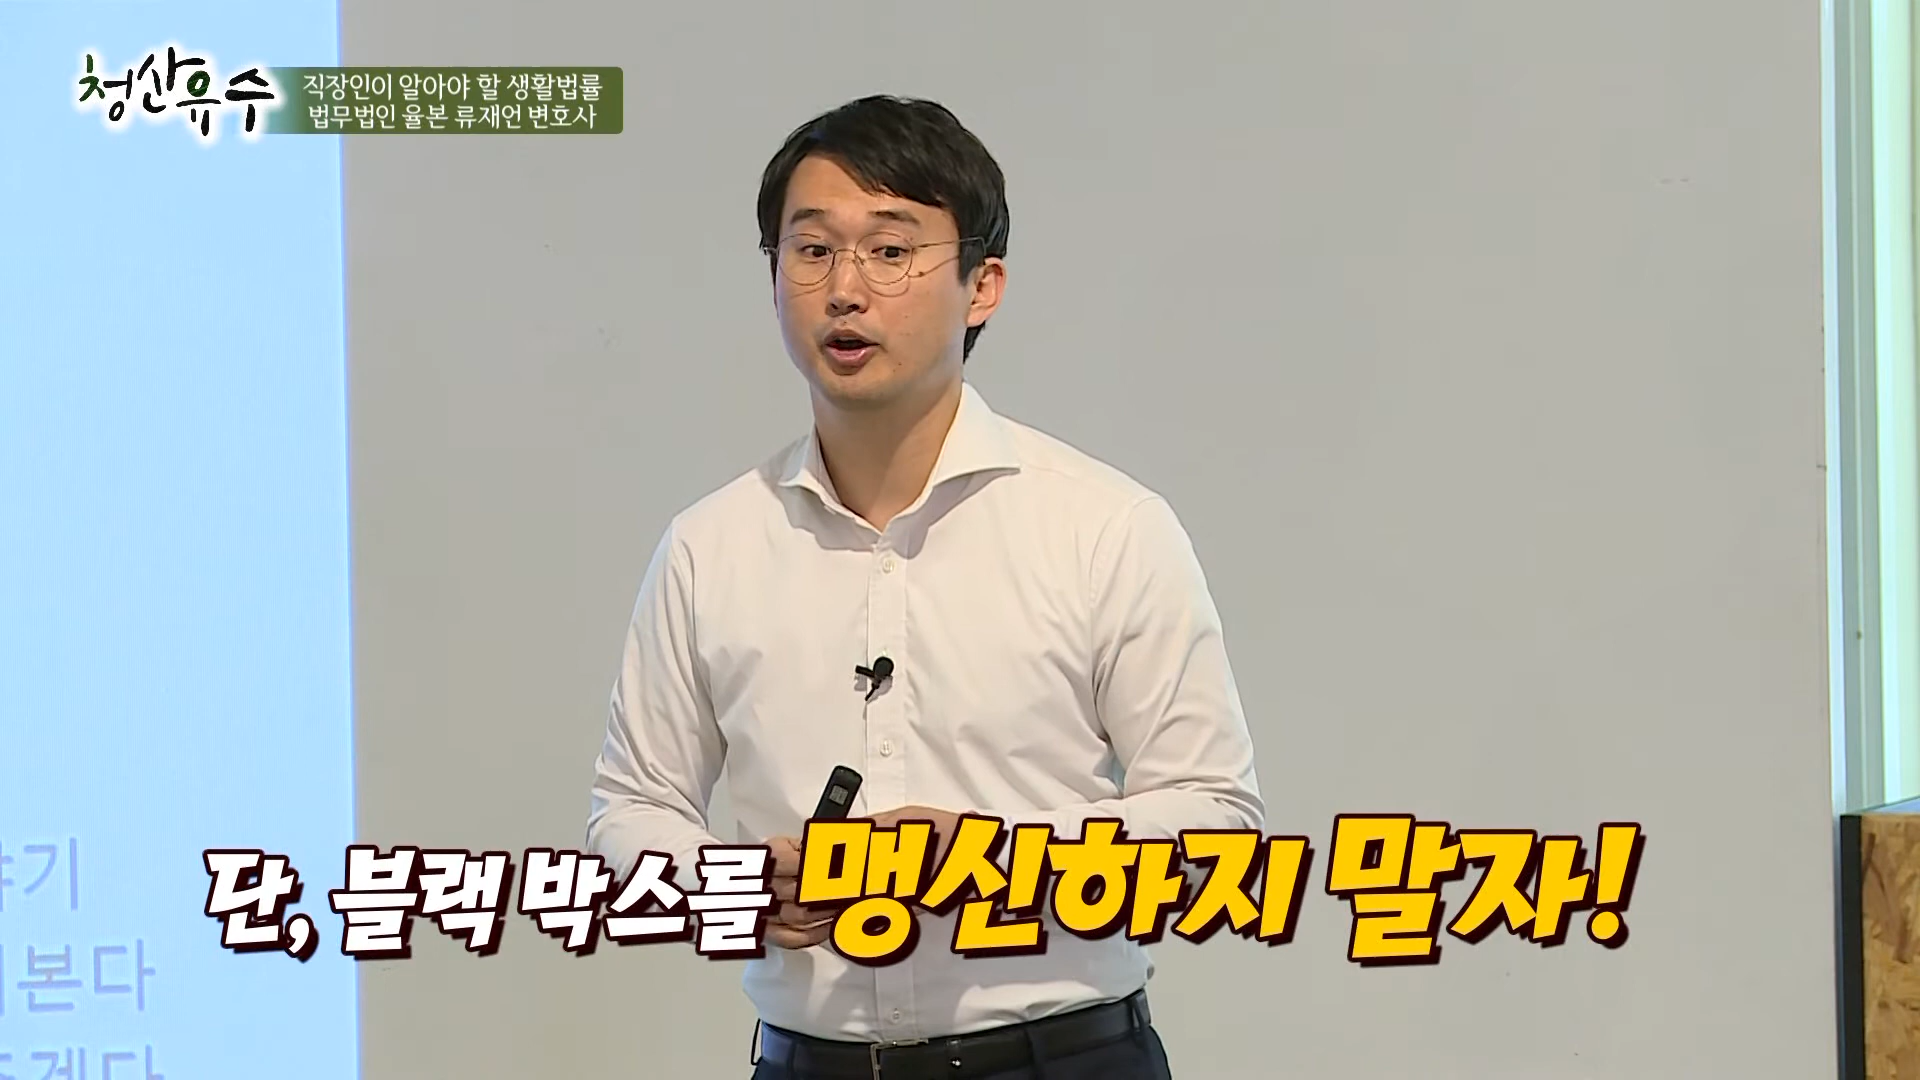 청산유수
직장인이 알아야 할 생활법률
법무법인 율본 류재언 변호사
기
본다
단, 블랙 박스를 맹신하지 말자!